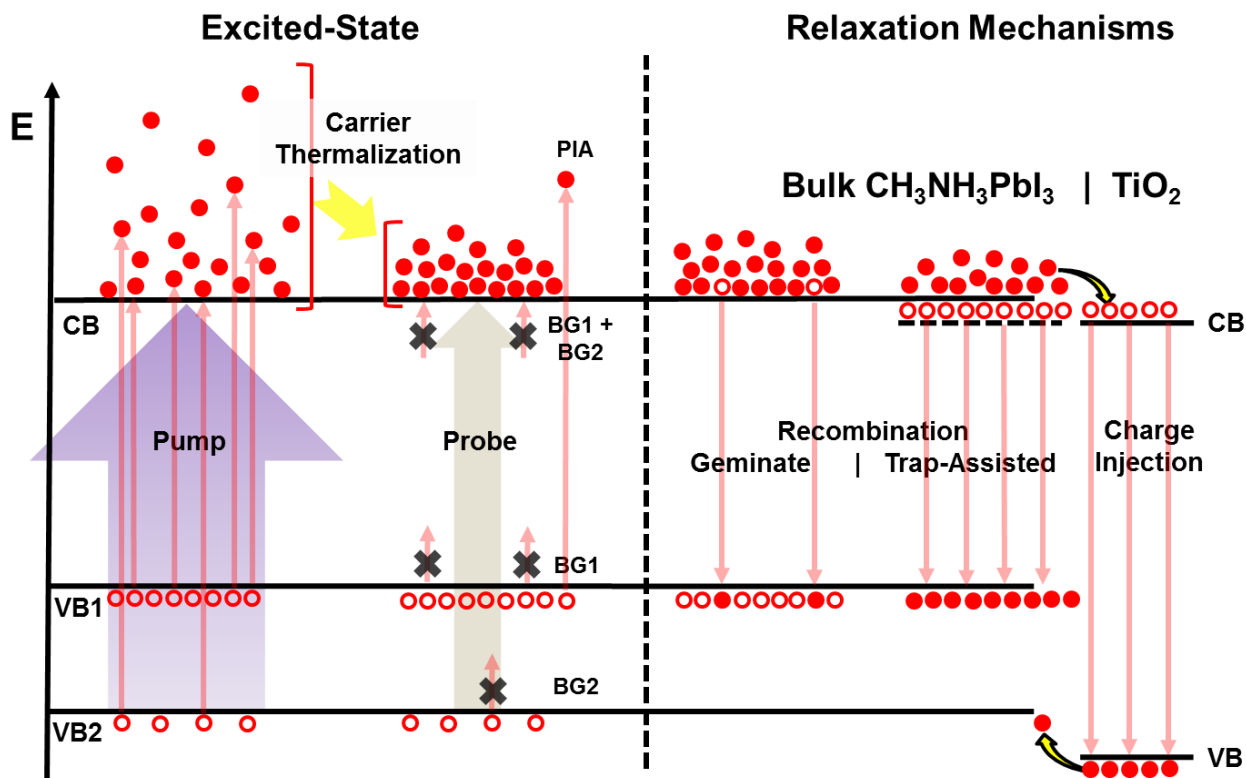 Excited-State
Relaxation Mechanisms
E
Carrier
Thermalization
PIA
Bulk CH₃NH₃PbI₃ | TiO₂
CB
BG1 +
BG2
CB
Pump
Probe
Recombination
Geminate | Trap-Assisted
Charge
Injection
BG1
VB1
BG2
VB2
VB